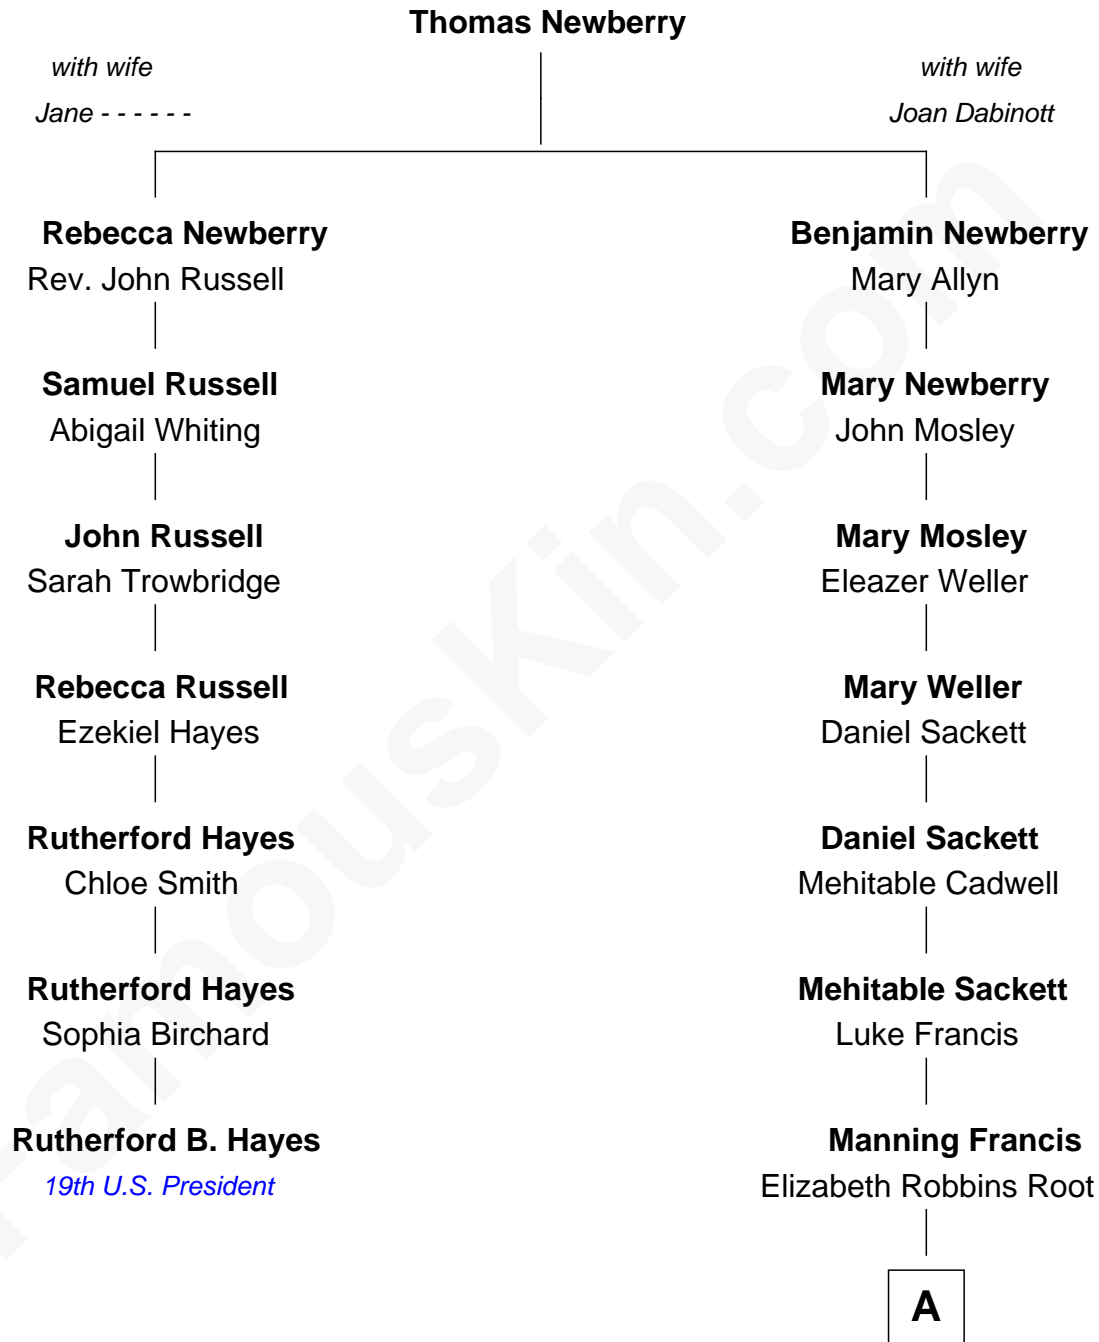 Thomas Newberry
with wife
Jane - - - - - -
with wife
Joan Dabinott
Rebecca Newberry
Rev. John Russell
Benjamin Newberry
Mary Allyn
Samuel Russell
Abigail Whiting
Mary Newberry
John Mosley
John Russell
Sarah Trowbridge
Mary Mosley
Eleazer Weller
Rebecca Russell
Ezekiel Hayes
Mary Weller
Daniel Sackett
Rutherford Hayes
Chloe Smith
Daniel Sackett
Mehitable Cadwell
Rutherford Hayes
Sophia Birchard
Mehitable Sackett
Luke Francis
Rutherford B. Hayes
19th U.S. President
Manning Francis
Elizabeth Robbins Root
A
FamousKin.com